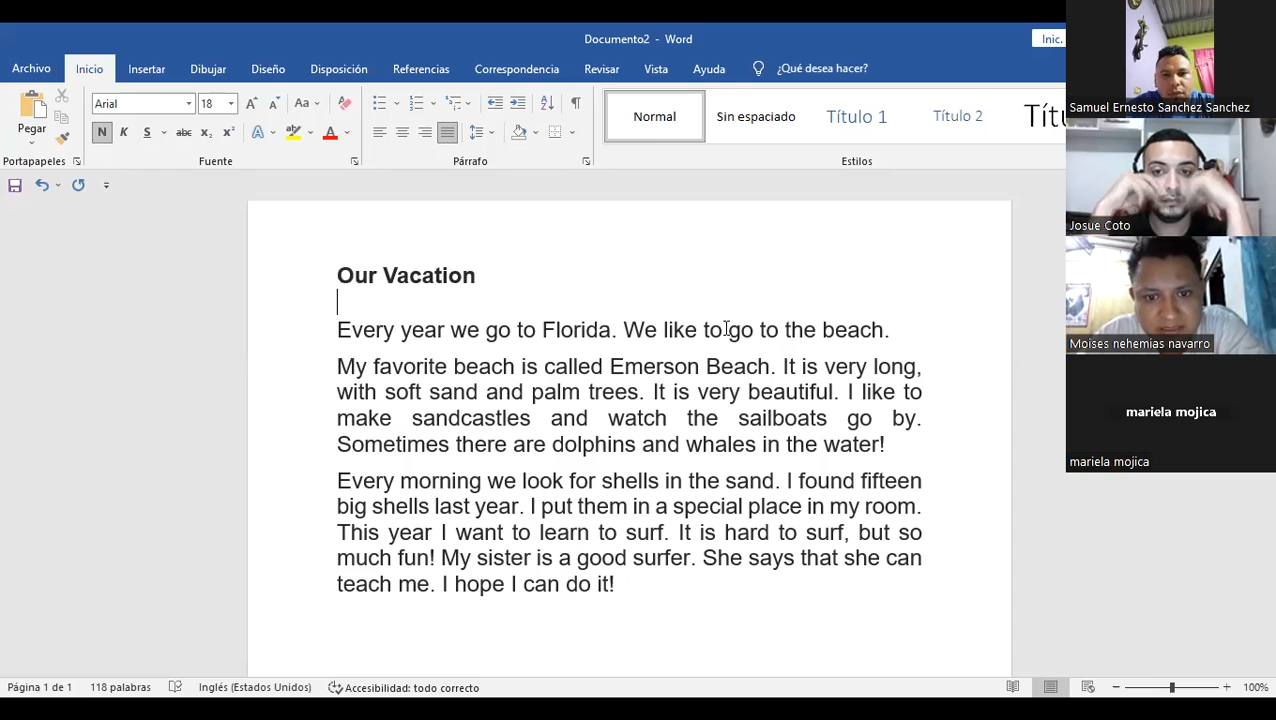 Documento2 - Word
Inic.
Archivo Inicio Insertar Dibujar Diseño Disposición Referencias Correspondencia Revisar Vista Ayuda ¿Qué desea hacer?
Pegar
Arial 18
Aa
N K S abc x₂ x² A A
Normal Sin espaciado Título 1 Título 2 Títu
Portapapeles Fuente Párrafo Estilos
Our Vacation
Every year we go to Florida. We like to go to the beach.
My favorite beach is called Emerson Beach. It is very long,
with soft sand and palm trees. It is very beautiful. I like to
make sandcastles and watch the sailboats go by.
Sometimes there are dolphins and whales in the water!
Every morning we look for shells in the sand. I found fifteen
big shells last year. I put them in a special place in my room.
This year I want to learn to surf. It is hard to surf, but so
much fun! My sister is a good surfer. She says that she can
teach me. I hope I can do it!
Página 1 de 1 118 palabras Inglés (Estados Unidos) Accesibilidad: todo correcto 100%
Samuel Ernesto Sanchez Sanchez
Josue Coto
Moises nehemias navarro
mariela mojica
mariela mojica